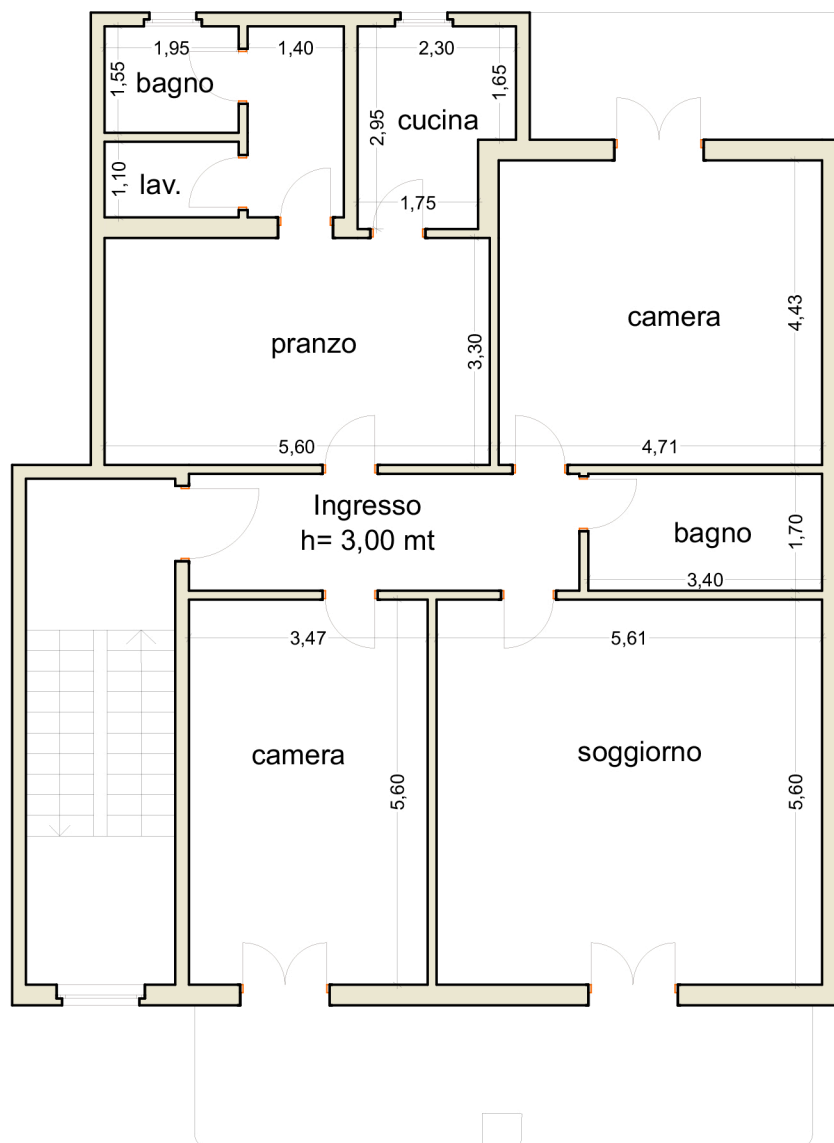 1,95
1,40
2,30
1,55
bagno
1,65
2,95
cucina
1,10
lav.
1,75
camera
4,43
pranzo
3,30
5,60
4,71
Ingresso
h= 3,00 mt
bagno
1,70
3,40
3,47
5,61
camera
soggiorno
5,60
5,60